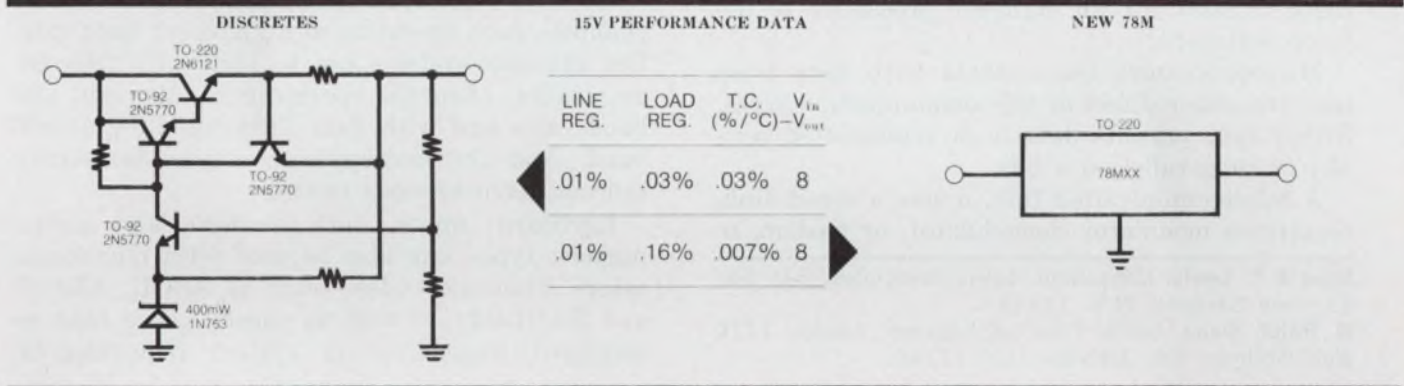 DISCRETES
15V PERFORMANCE DATA
NEW 78M
TO-220
2N6121
TO-92
2N5770
TO-92
2N5770
TO-92
2N5770
400mW
1N763
LINE REG. LOAD REG. T.C. (%/°C) Vin–Vout
.01% .03% .03% 8
.01% .16% .007% 8
TO-220
78MXX